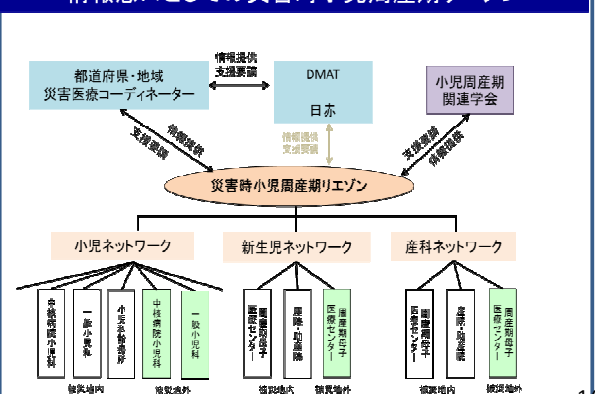 都道府県・地域
災害医療コーディネーター
情報提供
支援要請
DMAT
日赤
小児周産期
関連学会
情報提供
支援要請
情報提供
支援要請
支援要請
情報提供
災害時小児周産期リエゾン
小児ネットワーク
新生児ネットワーク
産科ネットワーク
中核病院小児科
一般小児科
小児科診療所
中核病院小児科
一般小児科
周産期母子
医療センター
産院・助産院
周産期母子
医療センター
周産期母子
医療センター
産院・助産院
周産期母子
医療センター
被災地内
被災地外
被災地内
被災地外
被災地内
被災地外